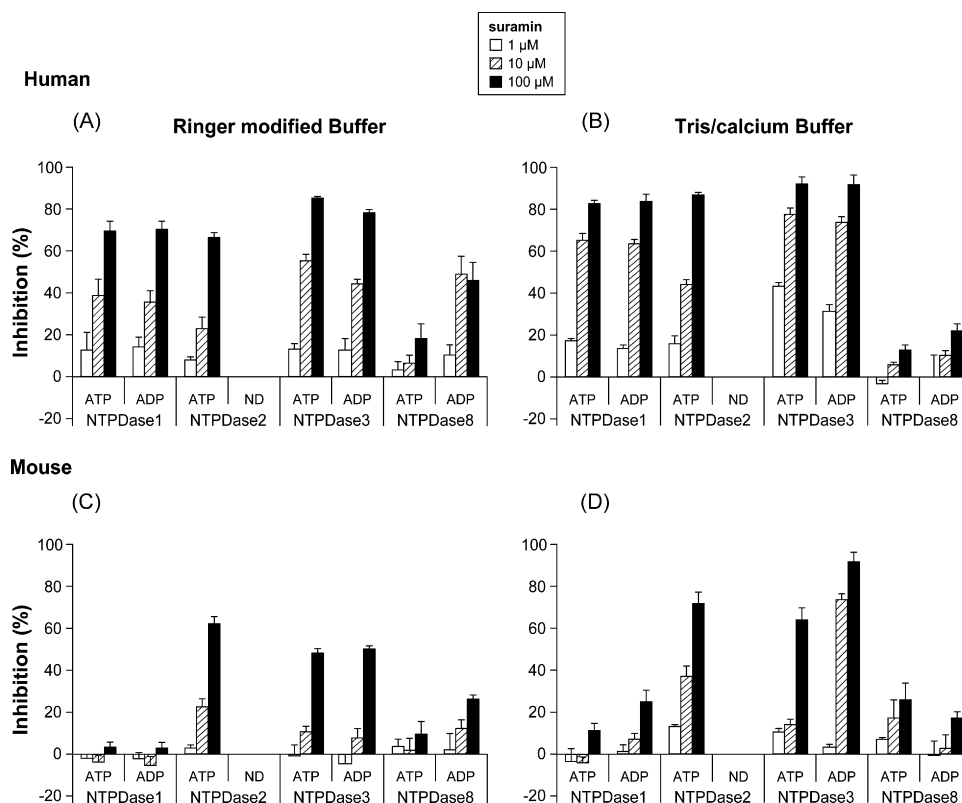 suramin
1 µM
10 µM
100 µM
Human
(A)
Ringer modified Buffer
(B)
Tris/calcium Buffer
Inhibition (%)
100
80
60
40
20
0
-20
ATP ADP ATP ND ATP ADP ATP ADP
NTPDase1 NTPDase2 NTPDase3 NTPDase8
100
80
60
40
20
0
-20
ATP ADP ATP ND ATP ADP ATP ADP
NTPDase1 NTPDase2 NTPDase3 NTPDase8
Mouse
(C)
(D)
Inhibition (%)
100
80
60
40
20
0
-20
ATP ADP ATP ND ATP ADP ATP ADP
NTPDase1 NTPDase2 NTPDase3 NTPDase8
100
80
60
40
20
0
-20
ATP ADP ATP ND ATP ADP ATP ADP
NTPDase1 NTPDase2 NTPDase3 NTPDase8